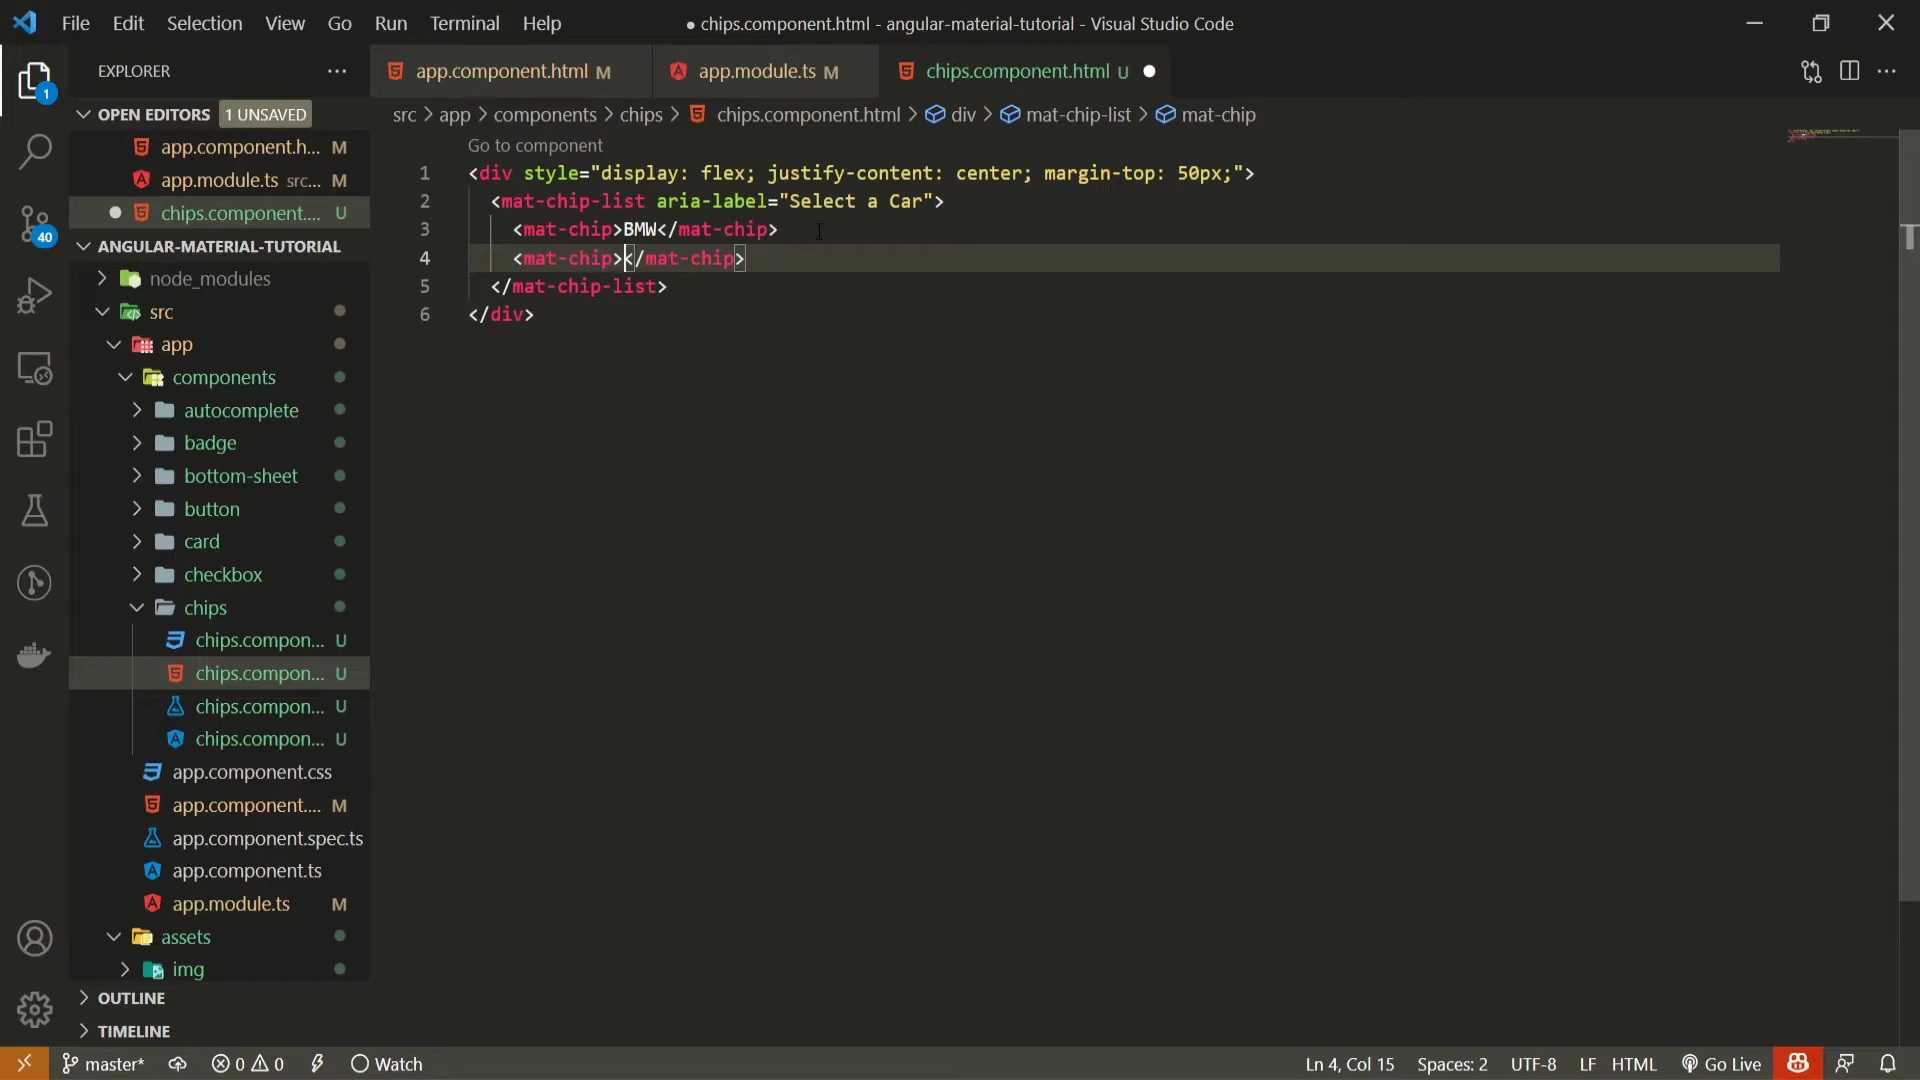 File Edit Selection View Go Run Terminal Help
● chips.component.html - angular-material-tutorial - Visual Studio Code
EXPLORER
app.component.html M
app.module.ts M
chips.component.html U
OPEN EDITORS 1 UNSAVED
app.component.h... M
app.module.ts src... M
chips.component.... U
ANGULAR-MATERIAL-TUTORIAL
node_modules
src
app
components
autocomplete
badge
bottom-sheet
button
card
checkbox
chips
chips.compon... U
chips.compon... U
chips.compon... U
chips.compon... U
app.component.css
app.component.... M
app.component.spec.ts
app.component.ts
app.module.ts M
assets
img
OUTLINE
TIMELINE
1
40
src > app > components > chips > chips.component.html > div > mat-chip-list > mat-chip
Go to component
1 <div style="display: flex; justify-content: center; margin-top: 50px;">
2 <mat-chip-list aria-label="Select a Car">
3 <mat-chip>BMW</mat-chip>
4 <mat-chip></mat-chip>
5 </mat-chip-list>
6 </div>
master* 0 0 Watch
Ln 4, Col 15 Spaces: 2 UTF-8 LF HTML Go Live